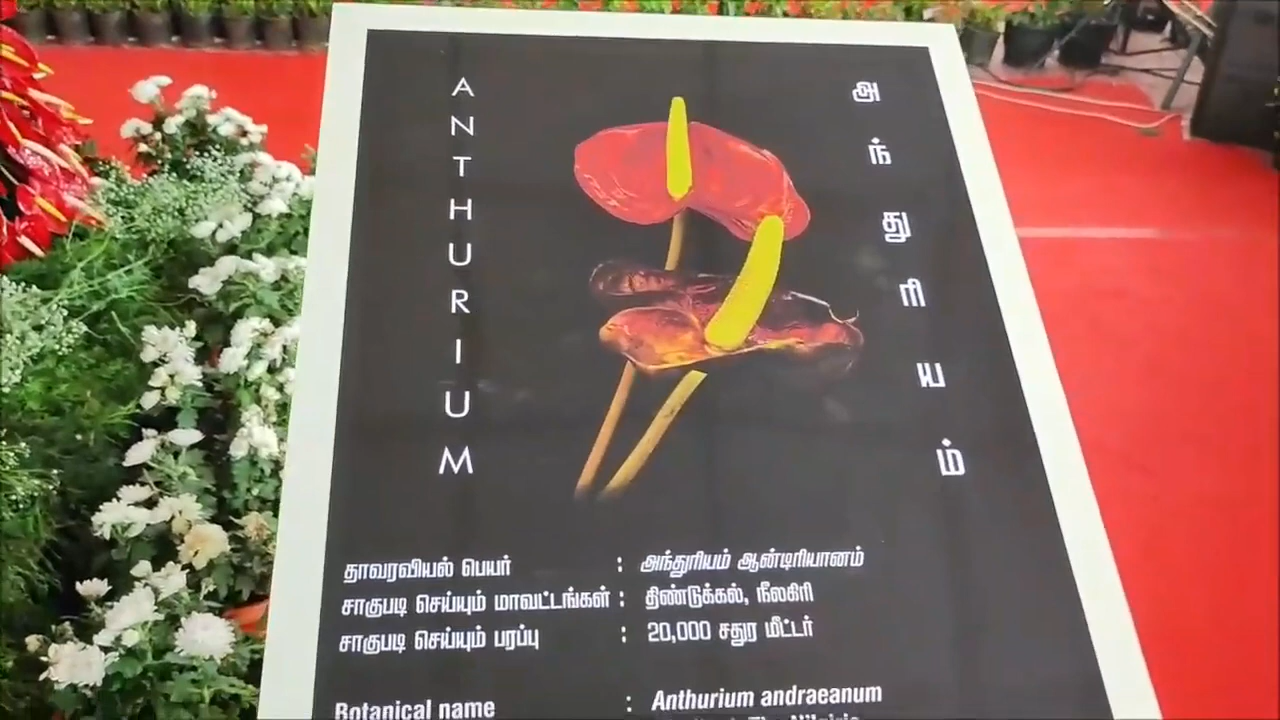 ANTHURIUM
அந்துரியம்
தாவரவியல் பெயர் : அந்துரியம் ஆண்டிரியானம்
சாகுபடி செய்யும் மாவட்டங்கள் : திண்டுக்கல், நீலகிரி
சாகுபடி செய்யும் பரப்பு : 20,000 சதுர மீட்டர்
Botanical name : Anthurium andraeanum